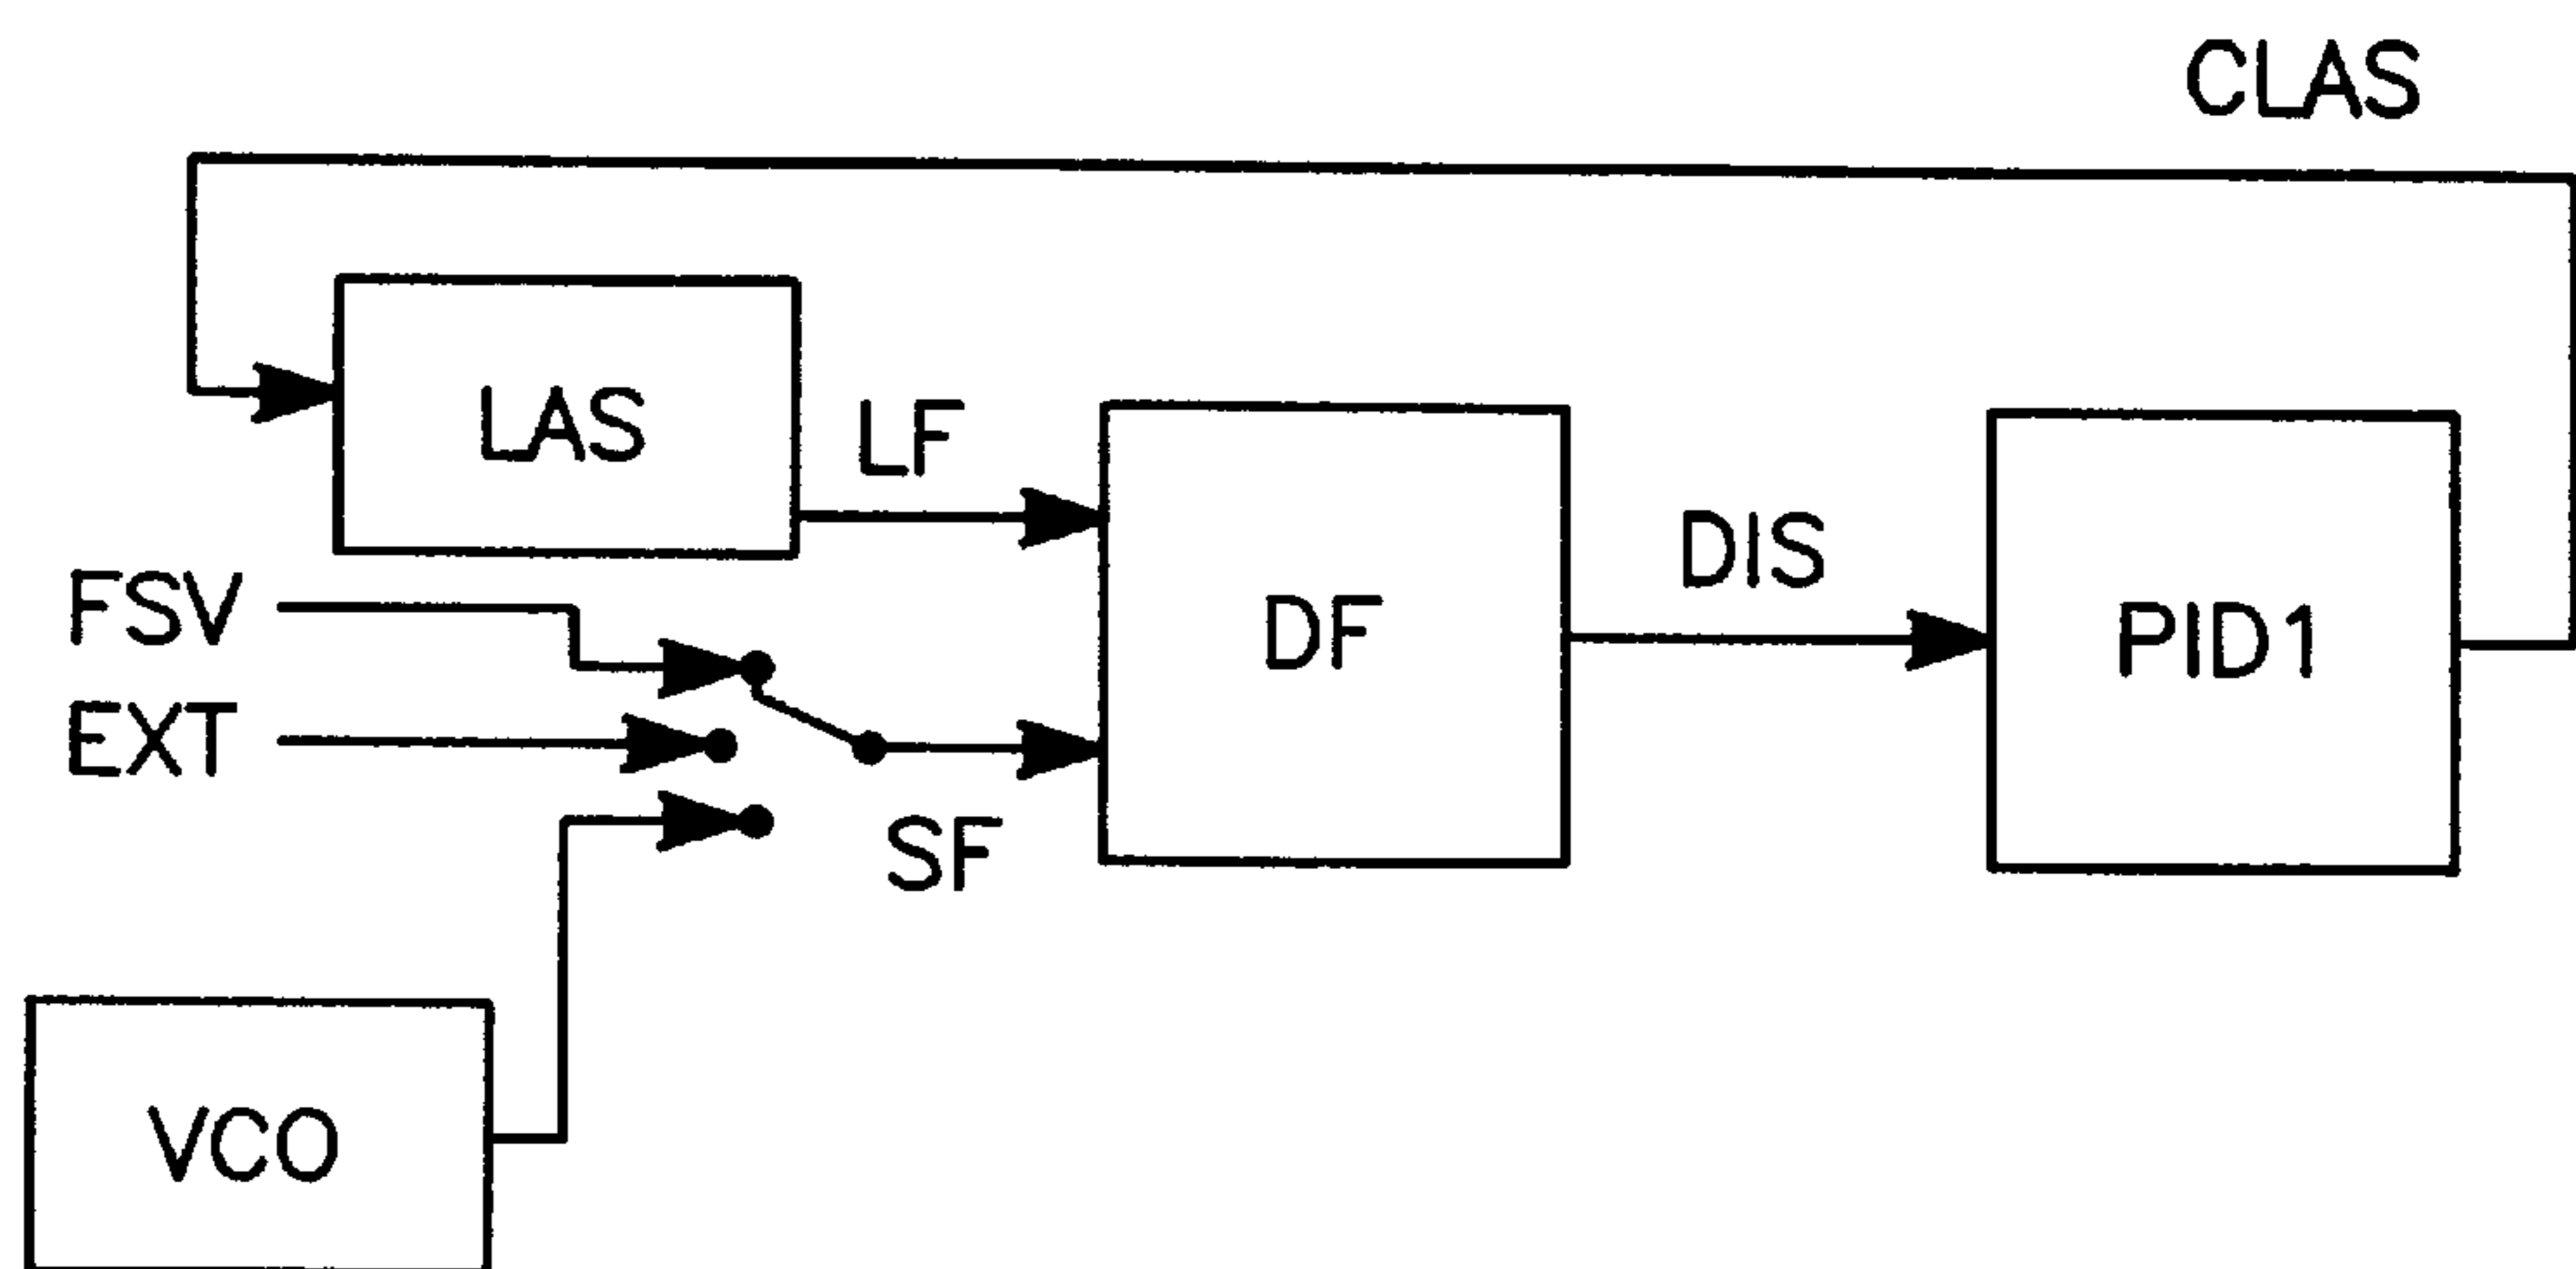 CLAS
LAS
LF
DIS
FSV
DF
PID1
EXT
SF
VCO